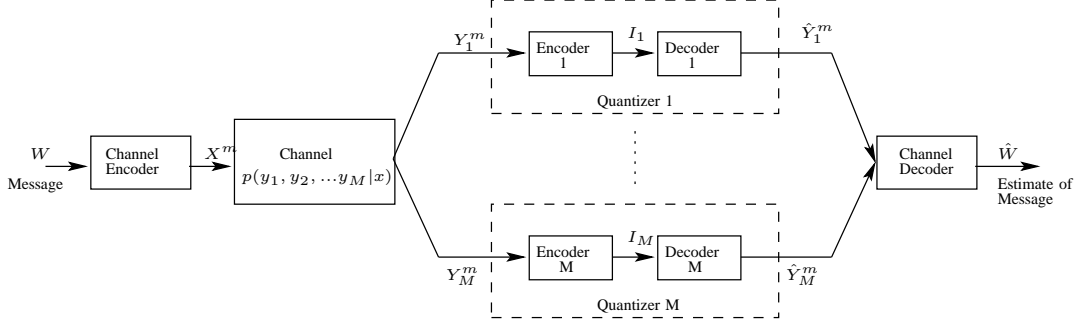 W
Message
Channel
Encoder
X^m
Channel
p(y_1, y_2, ...y_M|x)
Y_1^m
Encoder
1
I_1
Decoder
1
Quantizer 1
Ŷ_1^m
Y_M^m
Encoder
M
I_M
Decoder
M
Quantizer M
Ŷ_M^m
Channel
Decoder
Ŵ
Estimate of
Message